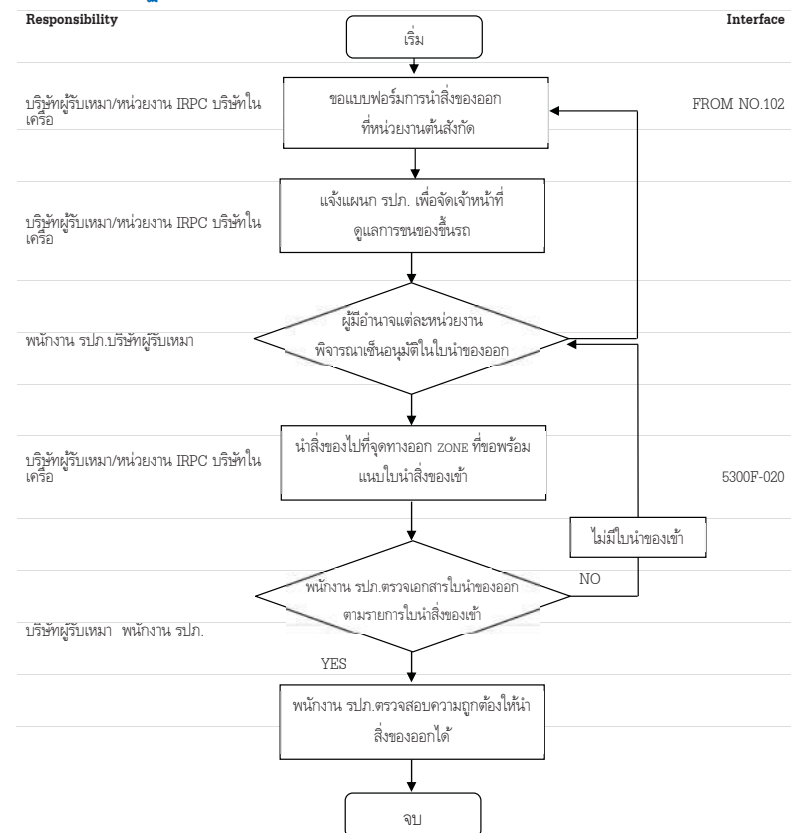 Responsibility
Interface
เริ่ม
บริษัทผู้รับเหมา/หน่วยงาน IRPC บริษัทใน
เครือ
ขอแบบฟอร์มการนำสิ่งของออก
ที่หน่วยงานต้นสังกัด
FROM NO.102
บริษัทผู้รับเหมา/หน่วยงาน IRPC บริษัทใน
เครือ
แจ้งแผนก รปภ. เพื่อจัดเจ้าหน้าที่
ดูแลการขนของขึ้นรถ
พนักงาน รปภ.บริษัทผู้รับเหมา
ผู้มีอำนาจแต่ละหน่วยงาน
พิจารณาเซ็นอนุมัติในใบนำของออก
บริษัทผู้รับเหมา/หน่วยงาน IRPC บริษัทใน
เครือ
นำสิ่งของไปที่จุดทางออก ZONE ที่ขอพร้อม
แนบใบนำสิ่งของเข้า
5300F-020
ไม่มีใบนำของเข้า
NO
พนักงาน รปภ.ตรวจเอกสารใบนำของออก
ตามรายการใบนำสิ่งของเข้า
บริษัทผู้รับเหมา พนักงาน รปภ.
YES
พนักงาน รปภ.ตรวจสอบความถูกต้องให้นำ
สิ่งของออกได้
จบ